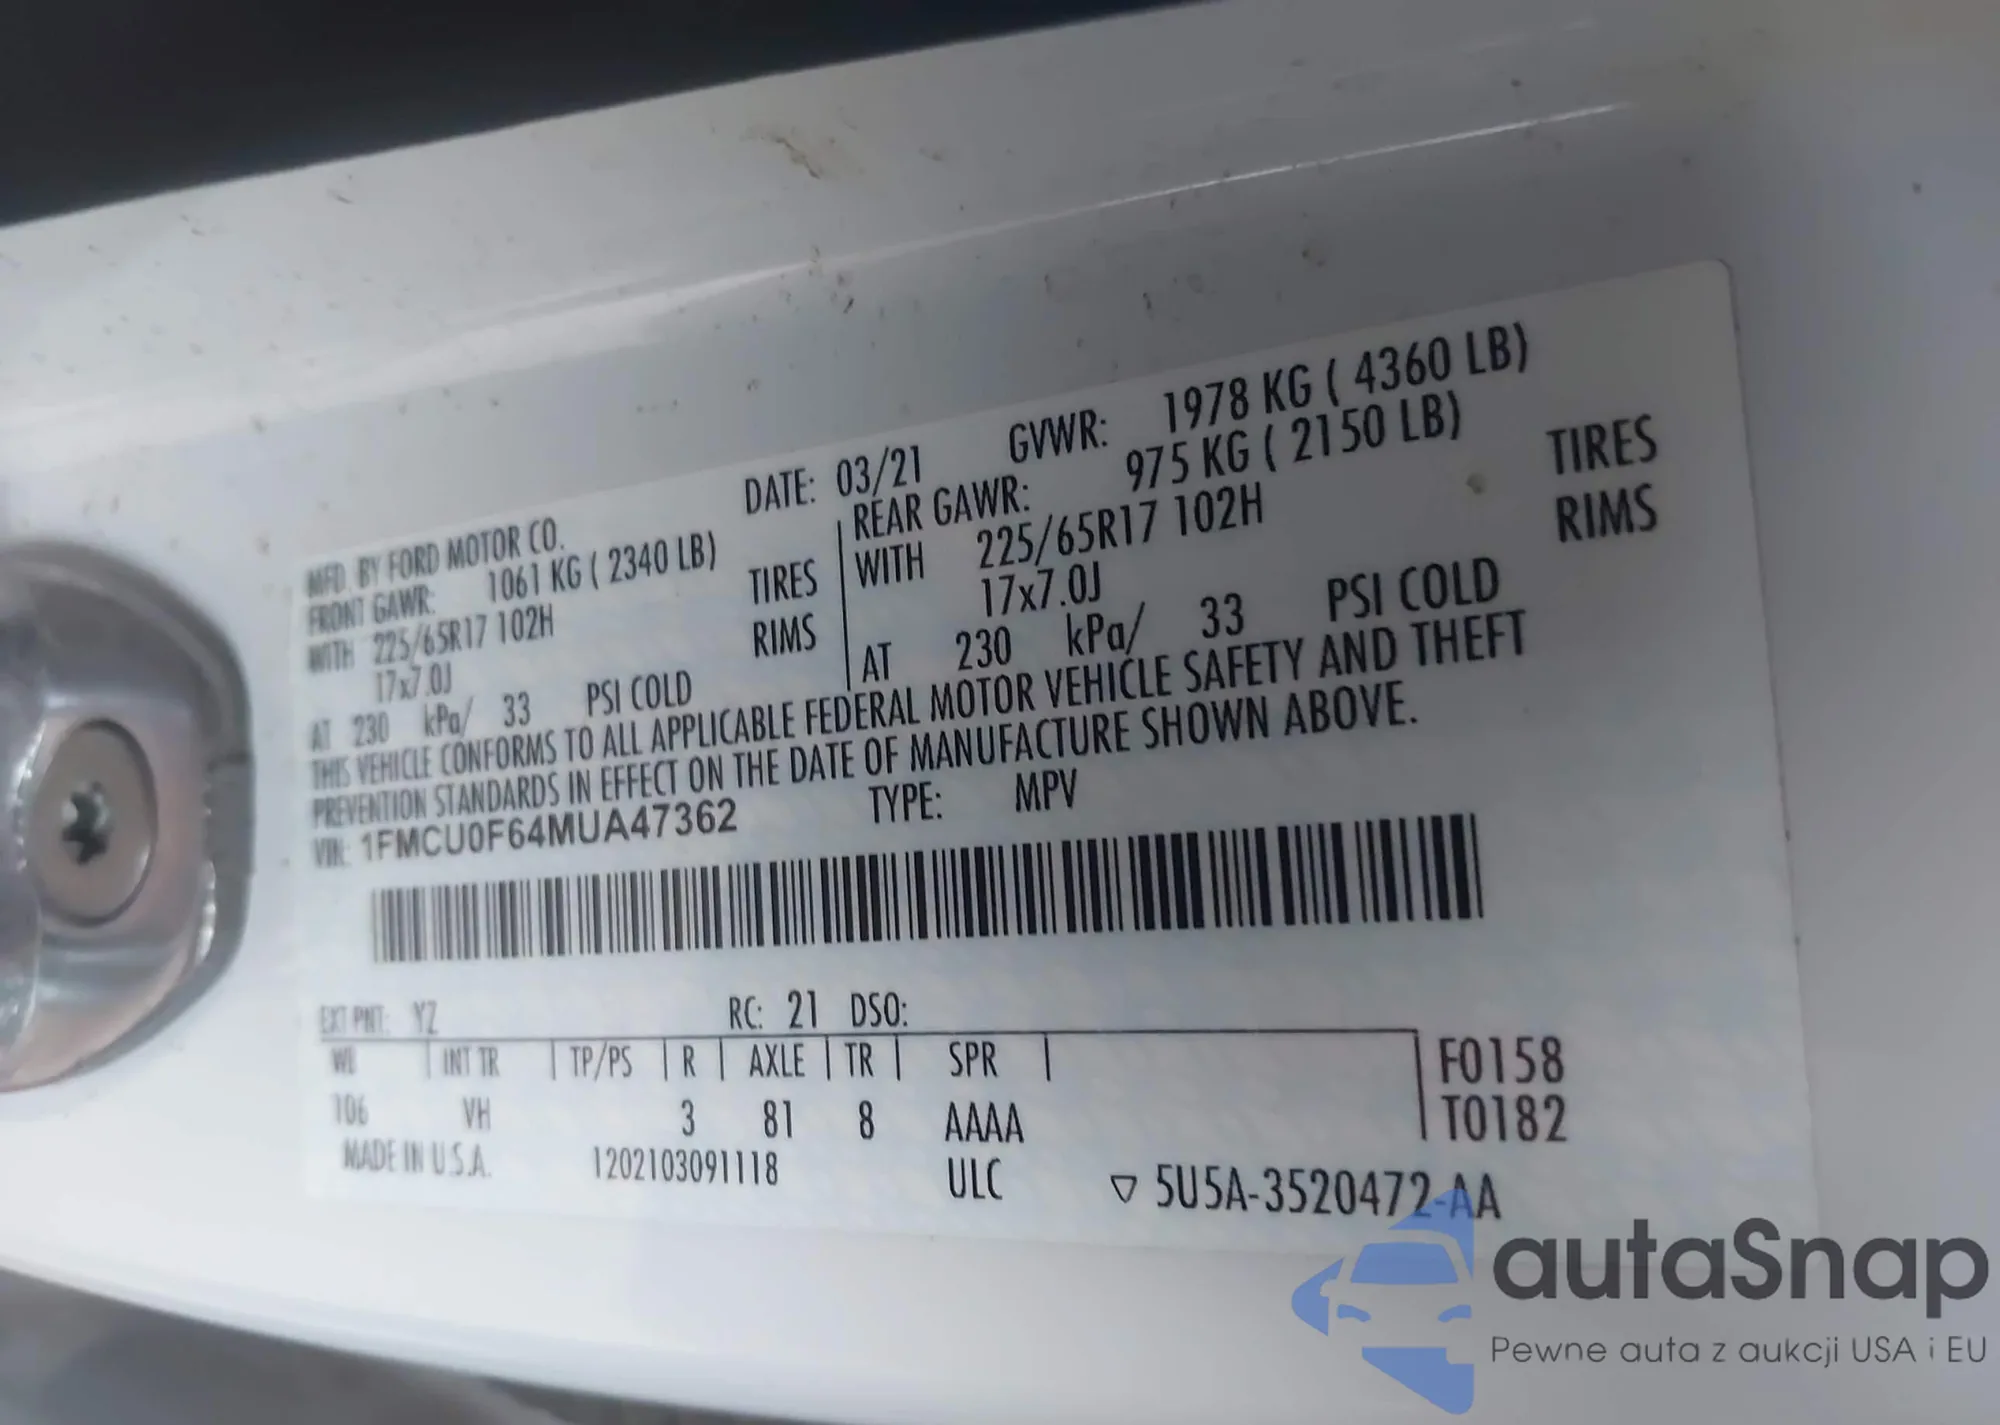 MFD. BY FORD MOTOR CO. DATE: 03/21 GVWR: 1978 KG ( 4360 LB)
FRONT GAWR: 1061 KG ( 2340 LB) REAR GAWR: 975 KG ( 2150 LB)
WITH 225/65R17 102H TIRES WITH 225/65R17 102H TIRES
17x7.0J RIMS 17x7.0J RIMS
AT 230 kPa/ 33 PSI COLD AT 230 kPa/ 33 PSI COLD
THIS VEHICLE CONFORMS TO ALL APPLICABLE FEDERAL MOTOR VEHICLE SAFETY AND THEFT
PREVENTION STANDARDS IN EFFECT ON THE DATE OF MANUFACTURE SHOWN ABOVE.
VIN: 1FMCU0F64MUA47362 TYPE: MPV
EXT PNT: YZ RC: 21 DSO:
WB INT TR TP/PS R AXLE TR SPR F0158
106 VH 3 81 8 AAAA T0182
MADE IN U.S.A. 1202103091118 ULC ▽ 5U5A-3520472-AA
autaSnap
Pewne auta z aukcji USA i EU